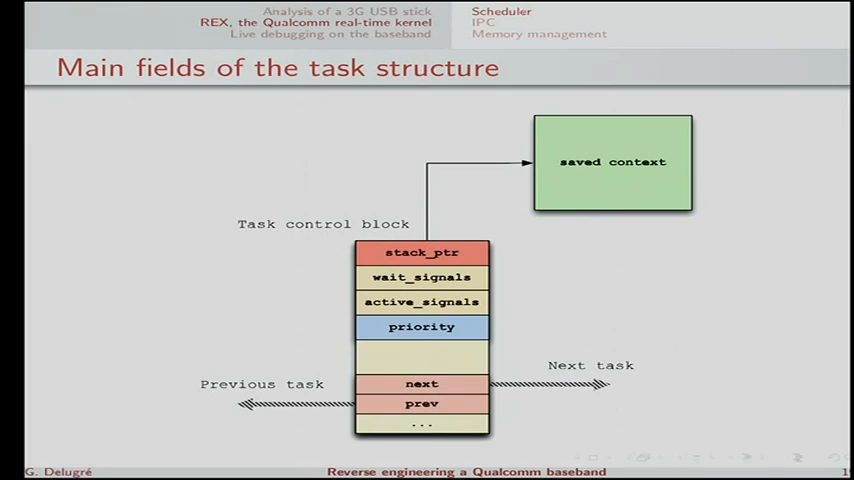 Analysis of a 3G USB stick
REX, the Qualcomm real-time kernel
Live debugging on the baseband
Scheduler
IPC
Memory management
Main fields of the task structure
saved context
Task control block
stack_ptr
wait_signals
active_signals
priority
Next task
Previous task
next
prev
...
G. Delugré
Reverse engineering a Qualcomm baseband